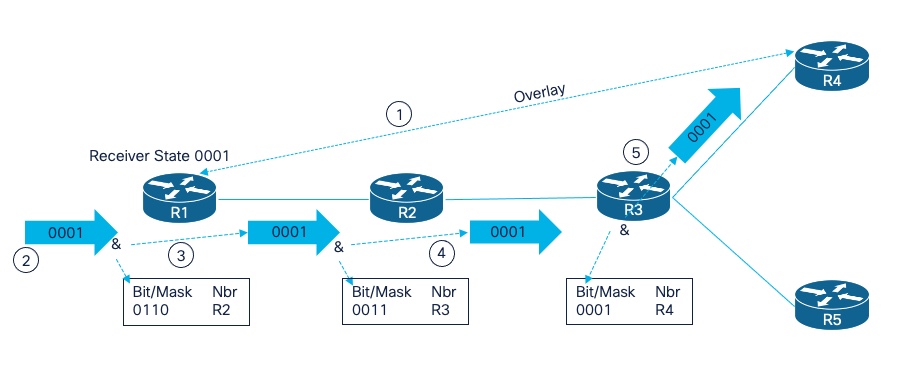 R4
Overlay
1
0001
5
Receiver State 0001
R1
R2
R3
0001
&
0001
&
0001
&
2
3
4
Bit/Mask Nbr
0110 R2
Bit/Mask Nbr
0011 R3
Bit/Mask Nbr
0001 R4
R5